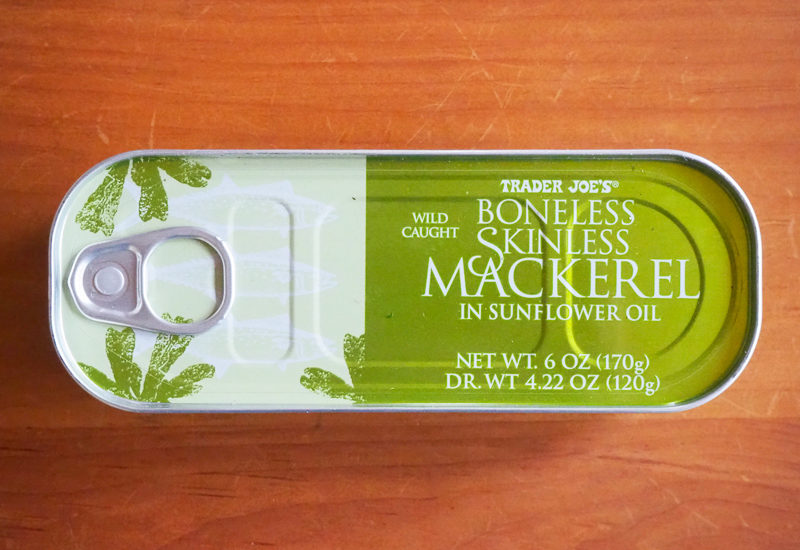 TRADER JOE'S®
WILD
CAUGHT
BONELESS
SKINLESS
MACKEREL
IN SUNFLOWER OIL
NET WT. 6 OZ (170g)
DR. WT 4.22 OZ (120g)